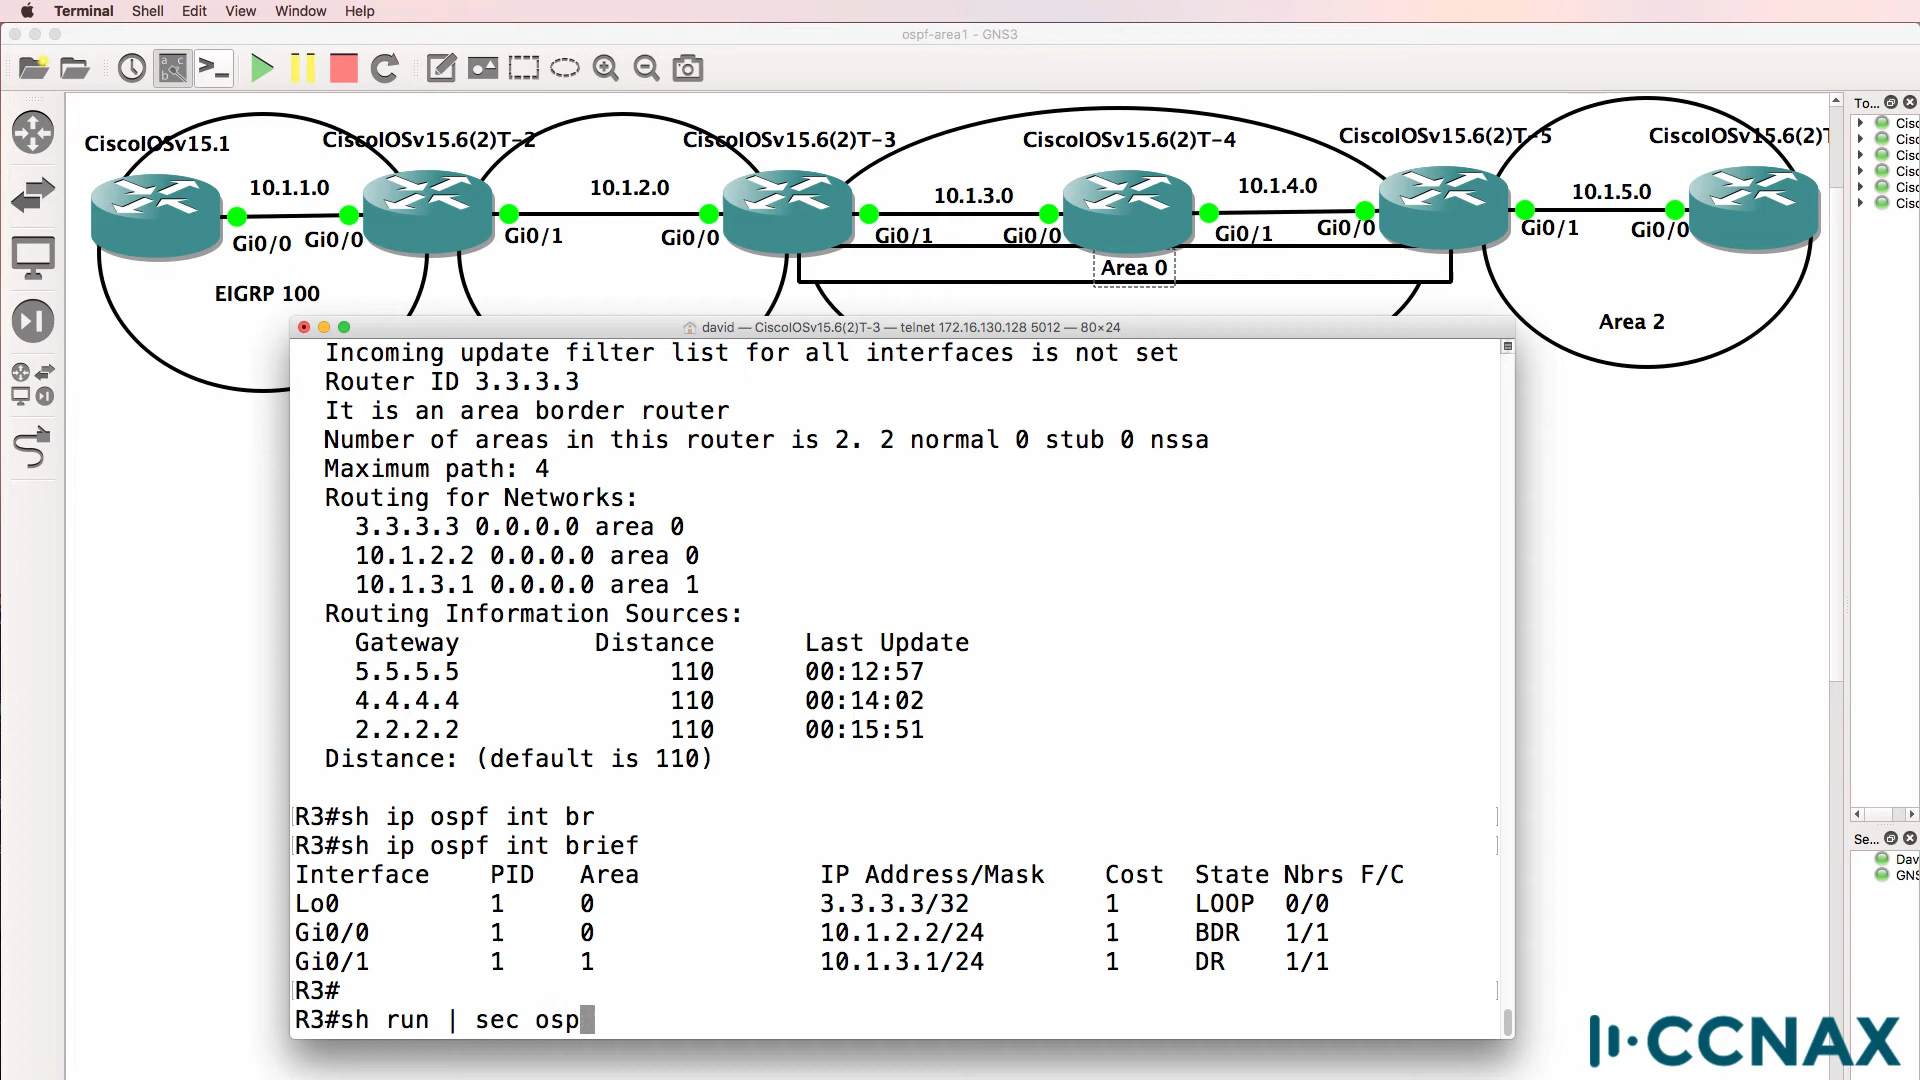 Terminal Shell Edit View Window Help
ospf-area1 - GNS3
To...
CiscoIOSv15.1
CiscoIOSv15.6(2)T-2
CiscoIOSv15.6(2)T-3
CiscoIOSv15.6(2)T-4
CiscoIOSv15.6(2)T-5
CiscoIOSv15.6(2)T
Cisc
Cisc
Cisc
Cisc
Cisc
Cisc
10.1.1.0
10.1.2.0
10.1.3.0
10.1.4.0
10.1.5.0
Gi0/0 Gi0/0 Gi0/1 Gi0/0 Gi0/1 Gi0/0 Gi0/1 Gi0/0 Gi0/1 Gi0/0
Area 0
EIGRP 100
Area 2
david — CiscoIOSv15.6(2)T-3 — telnet 172.16.130.128 5012 — 80×24
Incoming update filter list for all interfaces is not set
Router ID 3.3.3.3
It is an area border router
Number of areas in this router is 2. 2 normal 0 stub 0 nssa
Maximum path: 4
Routing for Networks:
3.3.3.3 0.0.0.0 area 0
10.1.2.2 0.0.0.0 area 0
10.1.3.1 0.0.0.0 area 1
Routing Information Sources:
Gateway Distance Last Update
5.5.5.5 110 00:12:57
4.4.4.4 110 00:14:02
2.2.2.2 110 00:15:51
Distance: (default is 110)
R3#sh ip ospf int br
R3#sh ip ospf int brief
Interface PID Area IP Address/Mask Cost State Nbrs F/C
Lo0 1 0 3.3.3.3/32 1 LOOP 0/0
Gi0/0 1 0 10.1.2.2/24 1 BDR 1/1
Gi0/1 1 1 10.1.3.1/24 1 DR 1/1
R3#
R3#sh run | sec osp
Se...
Dav
GNS
CCNAX